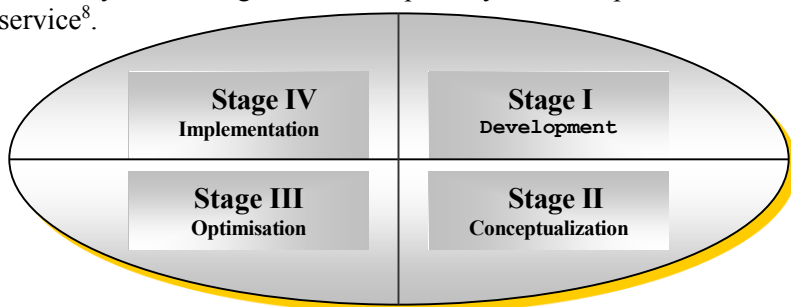 service⁸.
Stage IV
Implementation
Stage I
Development
Stage III
Optimisation
Stage II
Conceptualization